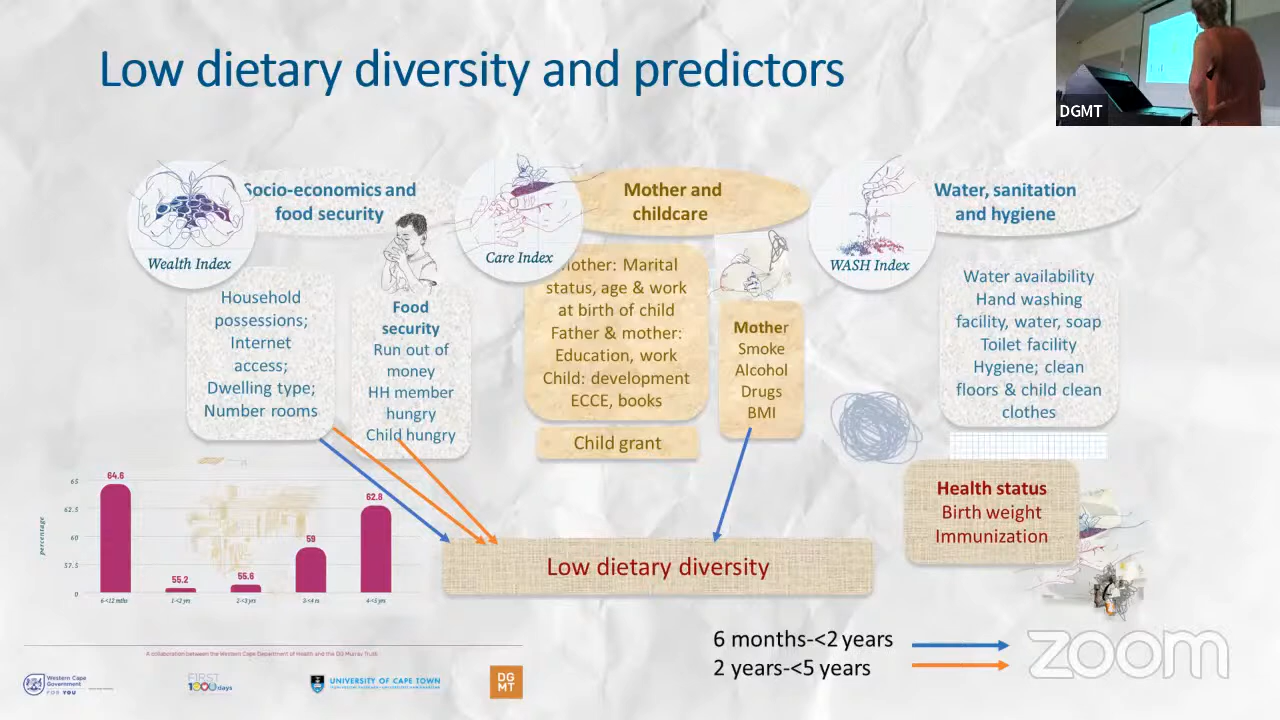 Low dietary diversity and predictors
DGMT
Socio-economics and
food security
Wealth Index
Household
possessions;
Internet
access;
Dwelling type;
Number rooms
Food
security
Run out of
money
HH member
hungry
Child hungry
Mother and
childcare
Care Index
Mother: Marital
status, age & work
at birth of child
Father & mother:
Education, work
Child: development
ECCE, books
Child grant
Mother
Smoke
Alcohol
Drugs
BMI
Water, sanitation
and hygiene
WASH Index
Water availability
Hand washing
facility, water, soap
Toilet facility
Hygiene; clean
floors & child clean
clothes
Health status
Birth weight
Immunization
percentage
65
62.5
60
57.5
0
64.6
55.2
55.6
59
62.8
6-<12 mths
1-<2 yrs
2-<3 yrs
3-<4 rs
4-<5 yrs
Low dietary diversity
6 months-<2 years
2 years-<5 years
A collaboration between the Western Cape Department of Health and the DG Murray Trust
Western Cape
Government
FOR YOU
FIRST
1000days
UNIVERSITY OF CAPE TOWN
DG
MT
zoom